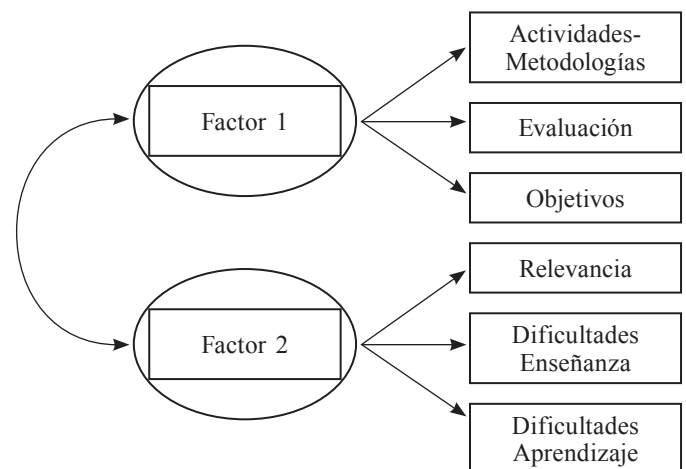 Factor 1
Actividades-
Metodologías
Evaluación
Objetivos
Factor 2
Relevancia
Dificultades
Enseñanza
Dificultades
Aprendizaje